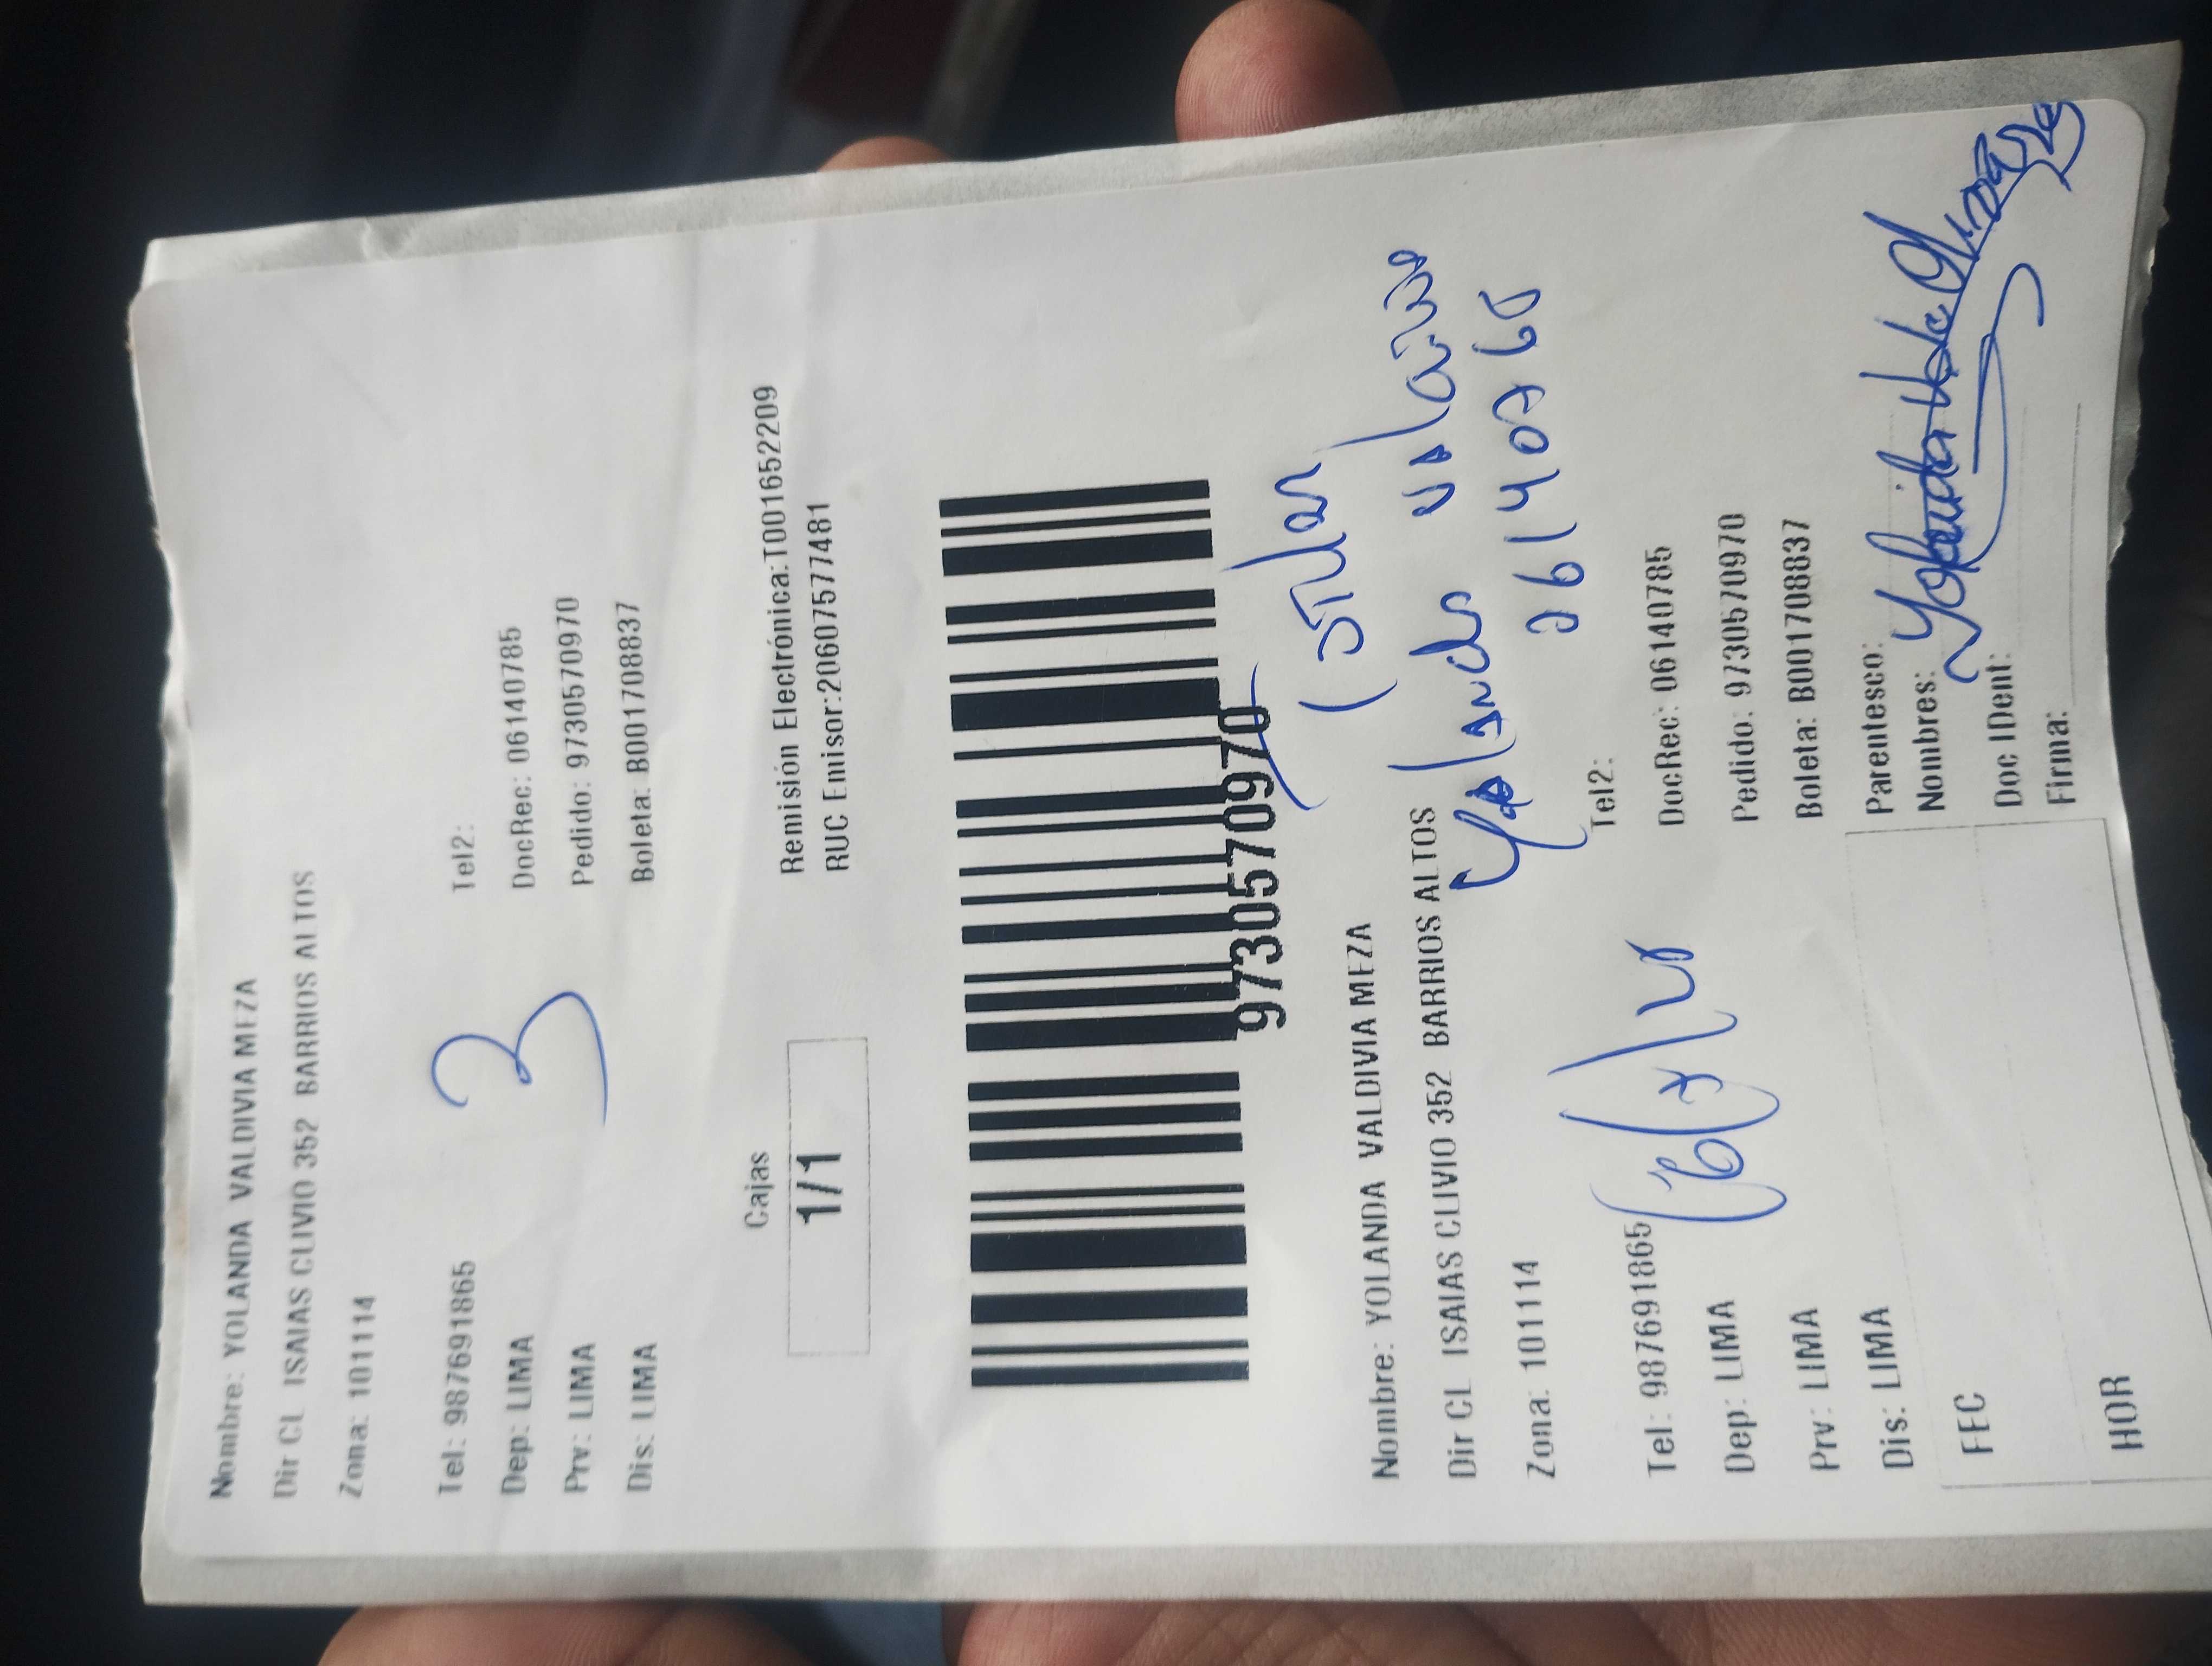 Nombre: YOLANDA VALDIVIA MEZA
Dir CL ISAIAS CLIVIO 352 BARRIOS ALTOS
Zona: 101114
Tel: 987691865 Tel2:
Dep: LIMA DocRec: 06140785
Prv: LIMA Pedido: 9730570970
Dis: LIMA Boleta: B001708837
3
Cajas
1/1
Remisión Electrónica:T001652209
RUC Emisor:20607577481
9730570970
Nombre: YOLANDA VALDIVIA MEZA
Dir CL ISAIAS CLIVIO 352 BARRIOS ALTOS
Zona: 101114
Tel: 987691865 Tel2:
Dep: LIMA DocRec: 06140785
Prv: LIMA Pedido: 9730570970
Dis: LIMA Boleta: B001708837
FEC
HOR
Parentesco:
Nombres:
Doc IDent:
Firma: